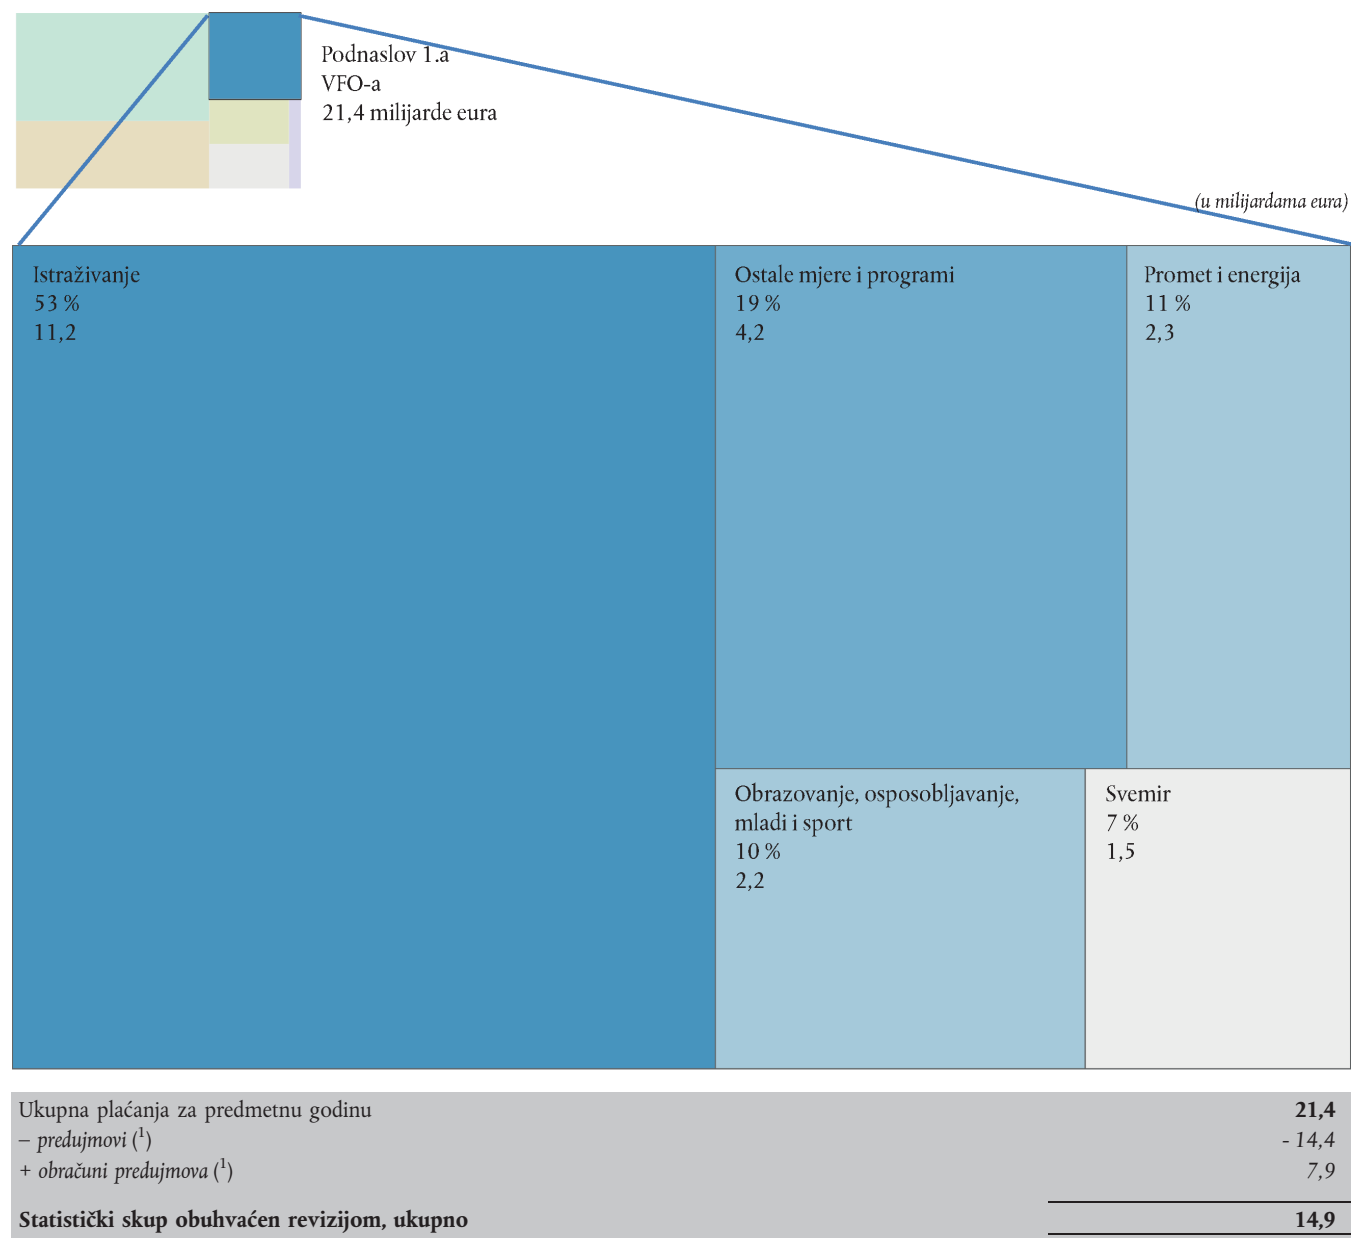 Podnaslov 1.a
VFO-a
21,4 milijarde eura
(u milijardama eura)
Istraživanje
53 %
11,2
Ostale mjere i programi
19 %
4,2
Promet i energija
11 %
2,3
Obrazovanje, osposobljavanje,
mladi i sport
10 %
2,2
Svemir
7 %
1,5
Ukupna plaćanja za predmetnu godinu 21,4
– predujmovi (¹) - 14,4
+ obračuni predujmova (¹) 7,9
Statistički skup obuhvaćen revizijom, ukupno 14,9